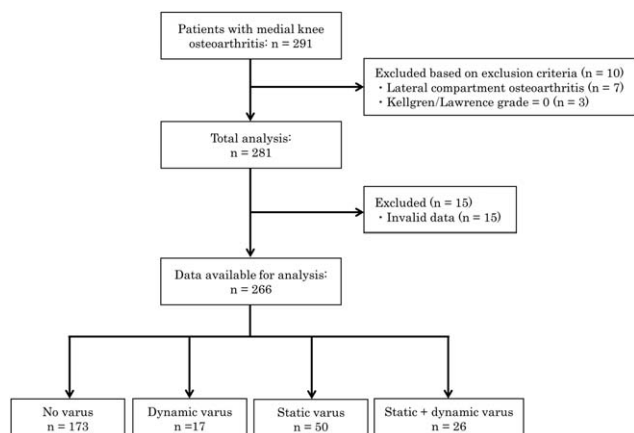 Patients with medial knee
osteoarthritis: n = 291
Excluded based on exclusion criteria (n = 10)
・Lateral compartment osteoarthritis (n = 7)
・Kellgren/Lawrence grade = 0 (n = 3)
Total analysis:
n = 281
Excluded (n = 15)
・Invalid data (n = 15)
Data available for analysis:
n = 266
No varus
n = 173
Dynamic varus
n =17
Static varus
n = 50
Static + dynamic varus
n = 26